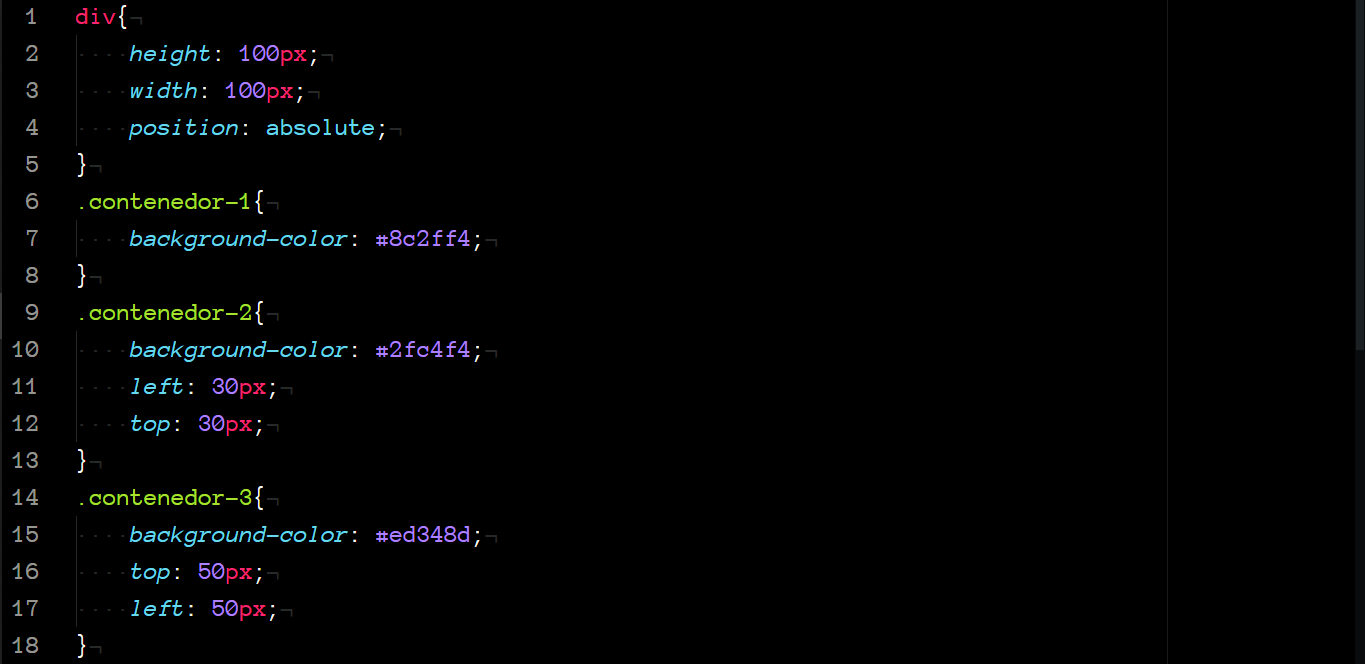 1 div{
2 height: 100px;
3 width: 100px;
4 position: absolute;
5 }
6 .contenedor-1{
7 background-color: #8c2ff4;
8 }
9 .contenedor-2{
10 background-color: #2fc4f4;
11 left: 30px;
12 top: 30px;
13 }
14 .contenedor-3{
15 background-color: #ed348d;
16 top: 50px;
17 left: 50px;
18 }